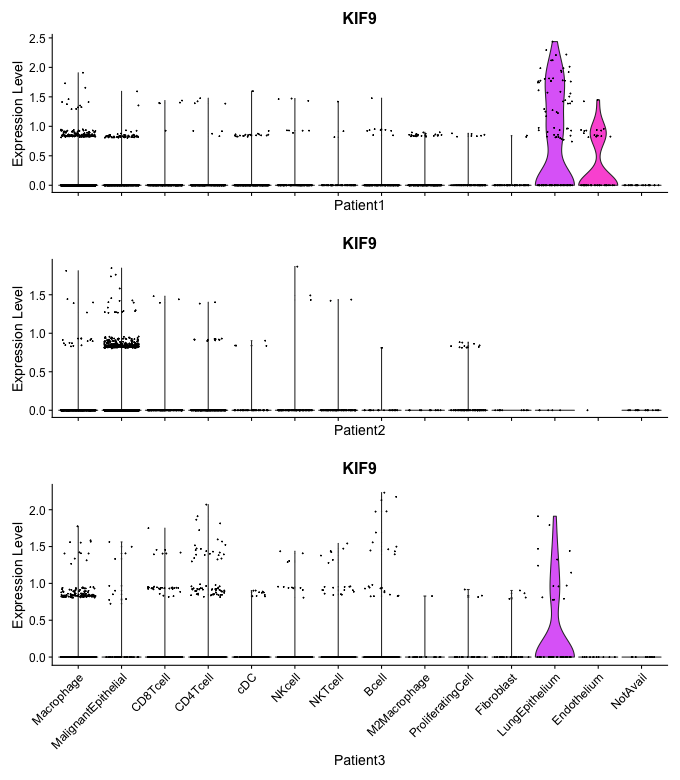 KIF9
Expression Level
2.5
2.0
1.5
1.0
0.5
0.0
Patient1
KIF9
Expression Level
1.5
1.0
0.5
0.0
Patient2
KIF9
Expression Level
2.0
1.5
1.0
0.5
0.0
Macrophage
MalignantEpithelial
CD8Tcell
CD4Tcell
cDC
NKcell
NKTcell
Bcell
M2Macrophage
ProliferatingCell
Fibroblast
LungEpithelium
Endothelium
NotAvail
Patient3